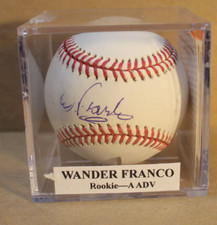 WANDER FRANCO
Rookie—A ADV